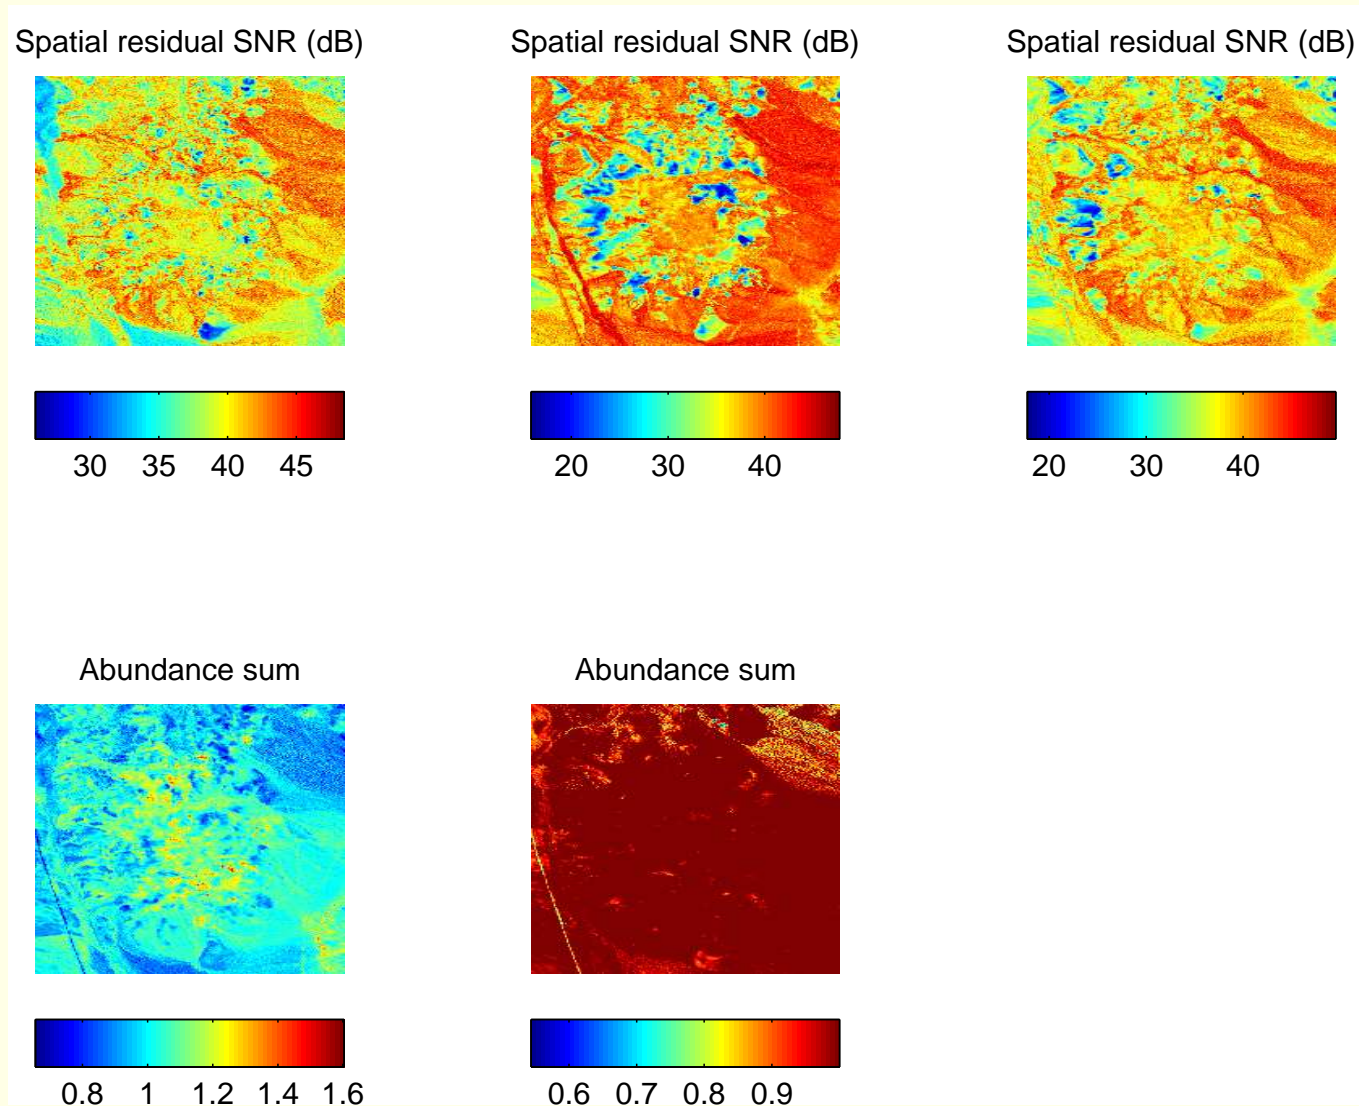 Spatial residual SNR (dB) Spatial residual SNR (dB) Spatial residual SNR (dB)
30 35 40 45 20 30 40 20 30 40
Abundance sum Abundance sum
0.8 1 1.2 1.4 1.6 0.6 0.7 0.8 0.9